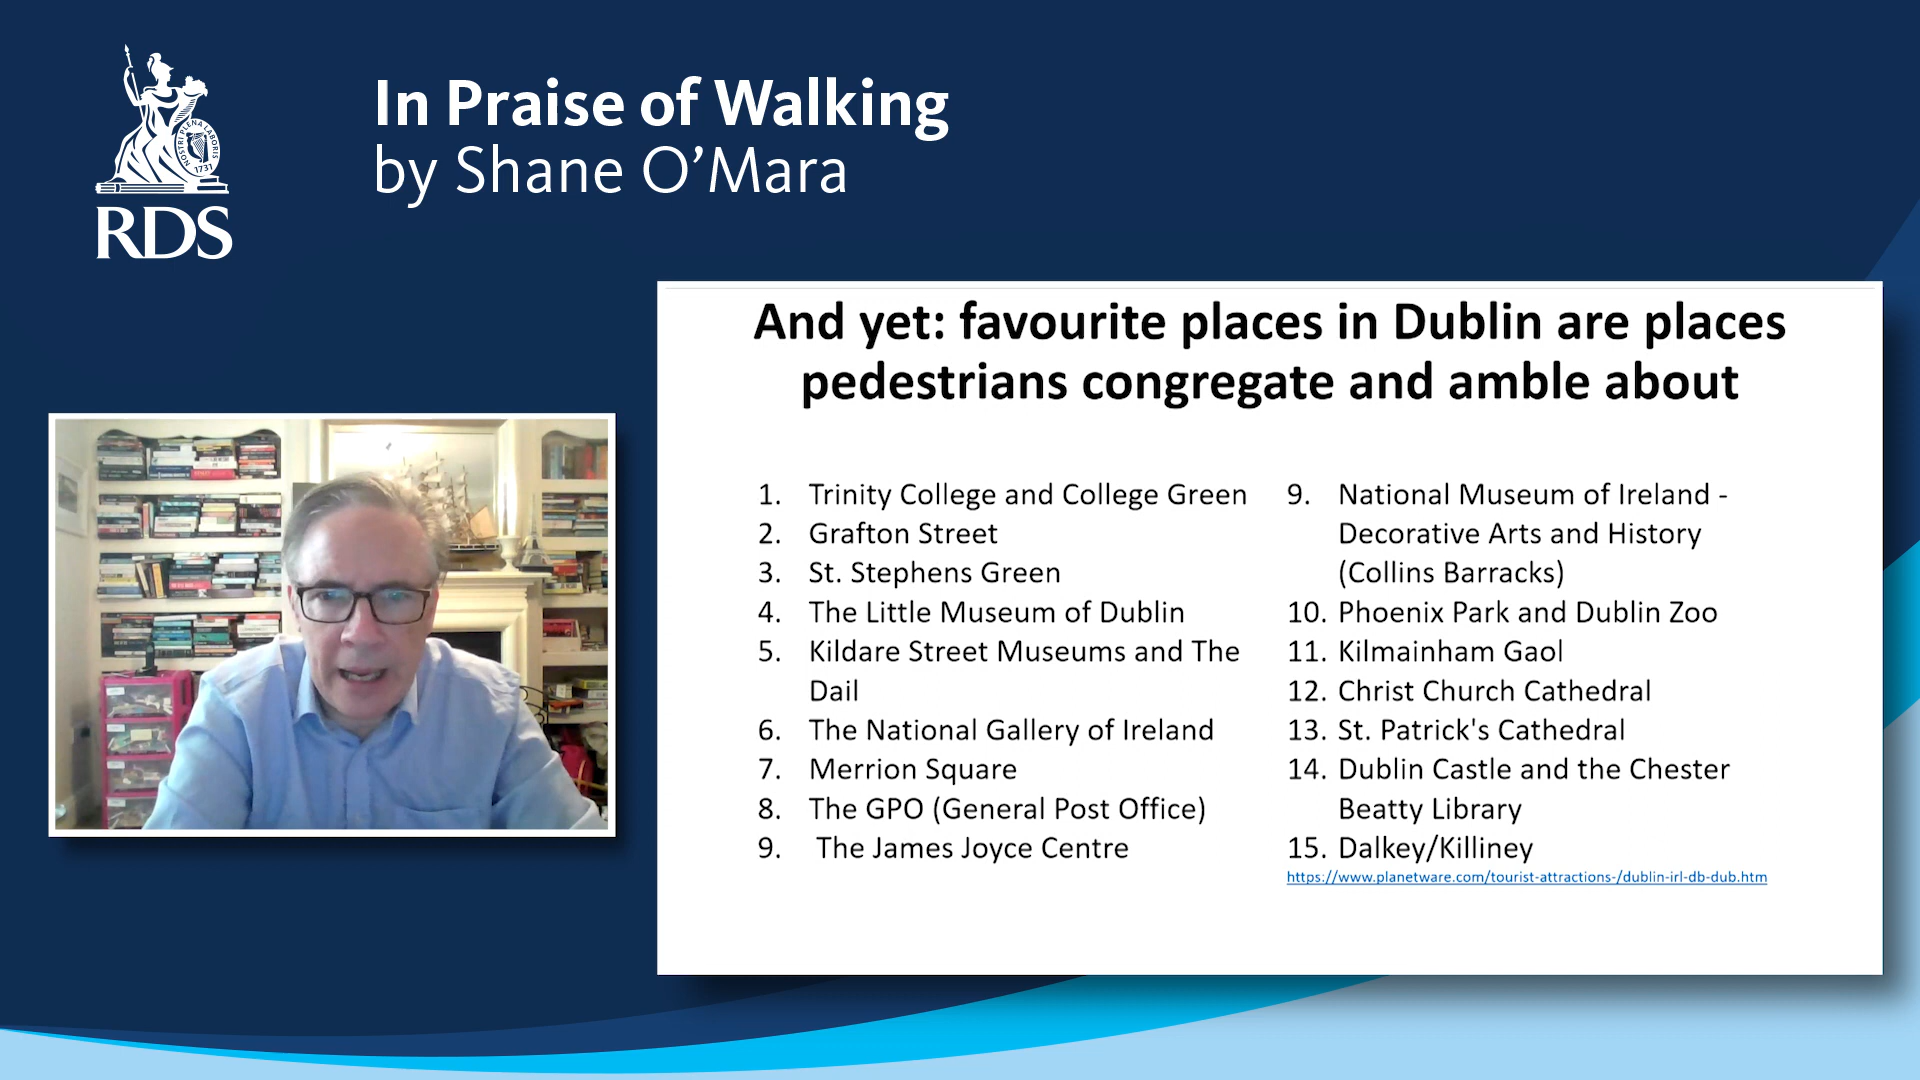 NOSTRI PLENA LABORIS
1731
RDS
In Praise of Walking
by Shane O’Mara
And yet: favourite places in Dublin are places
pedestrians congregate and amble about
1. Trinity College and College Green
2. Grafton Street
3. St. Stephens Green
4. The Little Museum of Dublin
5. Kildare Street Museums and The
Dail
6. The National Gallery of Ireland
7. Merrion Square
8. The GPO (General Post Office)
9. The James Joyce Centre
9. National Museum of Ireland -
Decorative Arts and History
(Collins Barracks)
10. Phoenix Park and Dublin Zoo
11. Kilmainham Gaol
12. Christ Church Cathedral
13. St. Patrick's Cathedral
14. Dublin Castle and the Chester
Beatty Library
15. Dalkey/Killiney
https://www.planetware.com/tourist-attractions-/dublin-irl-db-dub.htm